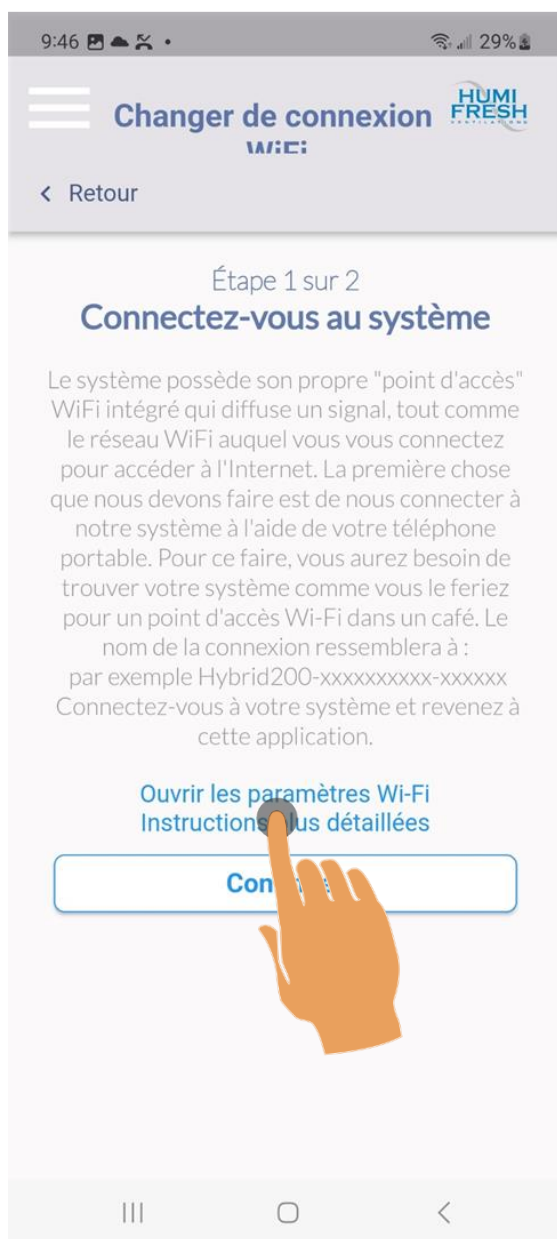 9:46
29%
Changer de connexion
WiFi
HUMI
FRESH
Retour
Étape 1 sur 2
Connectez-vous au système
Le système possède son propre "point d'accès"
WiFi intégré qui diffuse un signal, tout comme
le réseau WiFi auquel vous vous connectez
pour accéder à l'Internet. La première chose
que nous devons faire est de nous connecter à
notre système à l'aide de votre téléphone
portable. Pour ce faire, vous aurez besoin de
trouver votre système comme vous le feriez
pour un point d'accès Wi-Fi dans un café. Le
nom de la connexion ressemblera à :
par exemple Hybrid200-xxxxxxxxxx-xxxxxx
Connectez-vous à votre système et revenez à
cette application.
Ouvrir les paramètres Wi-Fi
Instructions plus détaillées